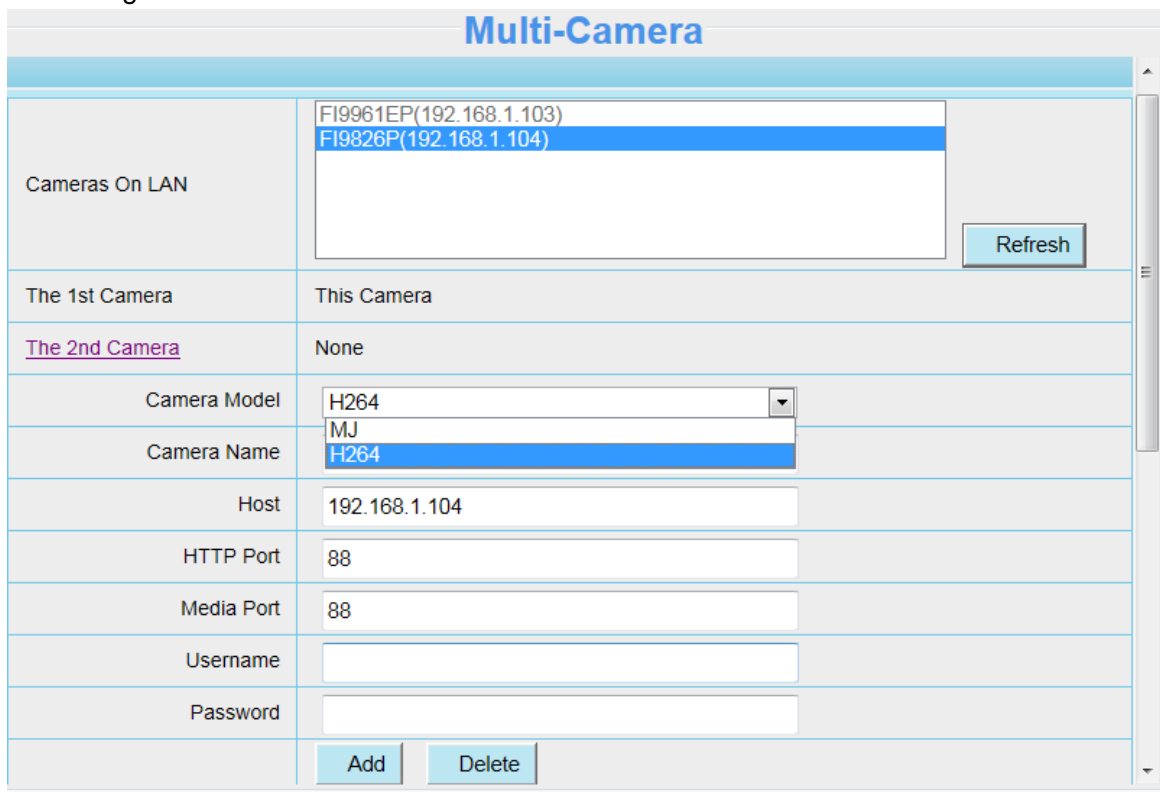 Multi-Camera
FI9961EP(192.168.1.103)
FI9826P(192.168.1.104)
Cameras On LAN
Refresh
The 1st Camera This Camera
The 2nd Camera None
Camera Model H264
MJ
Camera Name H264
Host 192.168.1.104
HTTP Port 88
Media Port 88
Username
Password
Add Delete